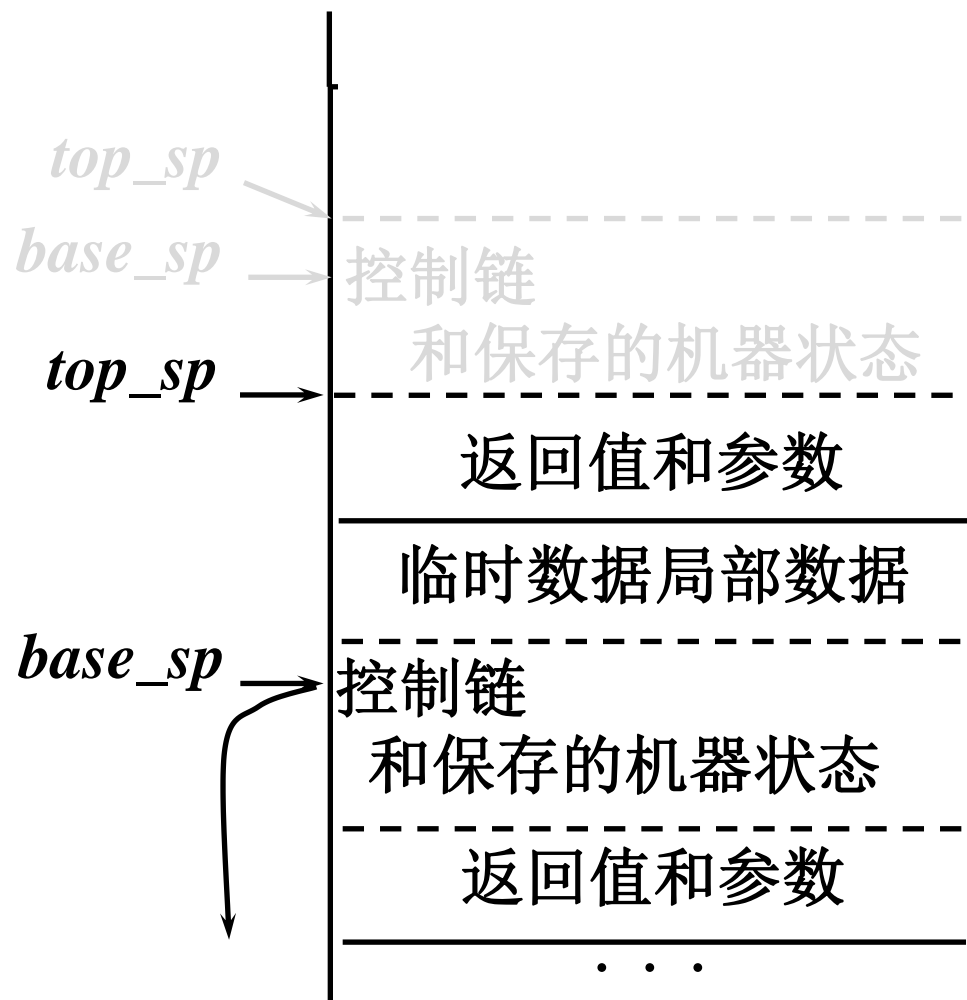 top_sp
base_sp
控制链
和保存的机器状态
top_sp
返回值和参数
临时数据局部数据
base_sp
控制链
和保存的机器状态
返回值和参数
. . .